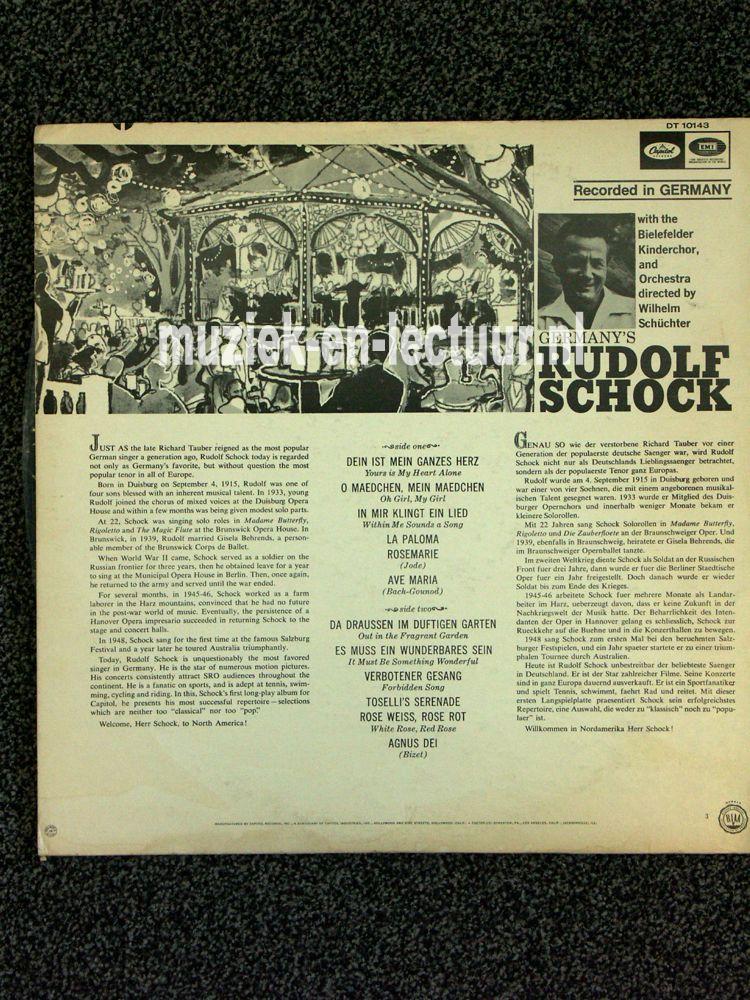 DT 10143
Capitol
RECORDS
EMI
Recorded in GERMANY
with the
Bielefelder
Kinderchor,
and
Orchestra
directed by
Wilhelm
Schüchter
muziek-en-lectuur.nl
GERMANY'S
RUDOLF
SCHOCK
JUST AS the late Richard Tauber reigned as the most popular
German singer a generation ago, Rudolf Schock today is regarded
not only as Germany's favorite, but without question the most
popular tenor in all of Europe.
Born in Duisburg on September 4, 1915, Rudolf was one of
four sons blessed with an inherent musical talent. In 1933, young
Rudolf joined the chorus of mixed voices at the Duisburg Opera
House and within a few months was being given modest solo parts.
At 22, Schock was singing solo roles in Madame Butterfly,
Rigoletto and The Magic Flute at the Brunswick Opera House. In
Brunswick, in 1939, Rudolf married Gisela Behrends, a person-
able member of the Brunswick Corps de Ballet.
When World War II came, Schock served as a soldier on the
Russian frontier for three years, then he obtained leave for a year
to sing at the Municipal Opera House in Berlin. Then, once again,
he returned to the army and served until the war ended.
For several months, in 1945-46, Schock worked as a farm
laborer in the Harz mountains, convinced that he had no future
in the post-war world of music. Eventually, the persistence of a
Hanover Opera impresario succeeded in returning Schock to the
stage and concert halls.
In 1948, Schock sang for the first time at the famous Salzburg
Festival and a year later he toured Australia triumphantly.
Today, Rudolf Schock is unquestionably the most favored
singer in Germany. He is the star of numerous motion pictures.
His concerts consistently attract SRO audiences throughout the
continent. He is a fanatic on sports, and is adept at tennis, swim-
ming, cycling and riding. In this, Schock's first long-play album for
Capitol, he presents his most successful repertoire – selections
which are neither too "classical" nor too "pop."
Welcome, Herr Schock, to North America!
side one
DEIN IST MEIN GANZES HERZ
Yours is My Heart Alone
O MAEDCHEN, MEIN MAEDCHEN
Oh Girl, My Girl
IN MIR KLINGT EIN LIED
Within Me Sounds a Song
LA PALOMA
ROSEMARIE
(Jode)
AVE MARIA
(Bach-Gounod)
side two
DA DRAUSSEN IM DUFTIGEN GARTEN
Out in the Fragrant Garden
ES MUSS EIN WUNDERBARES SEIN
It Must Be Something Wonderful
VERBOTENER GESANG
Forbidden Song
TOSELLI'S SERENADE
ROSE WEISS, ROSE ROT
White Rose, Red Rose
AGNUS DEI
(Bizet)
GENAU SO wie der verstorbene Richard Tauber vor einer
Generation der populaerste deutsche Saenger war, wird Rudolf
Schock nicht nur als Deutschlands Lieblingssaenger betrachtet,
sondern als der populaerste Tenor ganz Europas.
Rudolf wurde am 4. September 1915 in Duisburg geboren und
war einer von vier Soehnen, die mit einem angeborenen musikal-
ischen Talent gesegnet waren. 1933 wurde er Mitglied des Duis-
burger Opernchors und innerhalb weniger Monate bekam er
kleinere Solorollen.
Mit 22 Jahren sang Schock Solorollen in Madame Butterfly,
Rigoletto und Die Zauberfloete an der Braunschweiger Oper. Und
1939, ebenfalls in Braunschweig, heiratete er Gisela Behrends, die
im Braunschweiger Opernballet tanzte.
Im zweiten Weltkrieg diente Schock als Soldat an der Russischen
Front fuer drei Jahre, dann wurde er fuer die Berliner Staedtische
Oper fuer ein Jahr freigestellt. Doch danach wurde er wieder
Soldat bis zum Ende des Krieges.
1945-46 arbeitete Schock fuer mehrere Monate als Landar-
beiter im Harz, ueberzeugt davon, dass er keine Zukunft in der
Nachkriegswelt der Musik hatte. Der Beharrlichkeit des Inten-
danten der Oper in Hannover gelang es schliesslich, Schock zur
Rueckkehr auf die Buehne und in die Konzerthallen zu bewegen.
1948 sang Schock zum ersten Mal bei den beruehmten Salz-
burger Festspielen, und ein Jahr spaeter startete er zu einer trium-
phalen Tournee durch Australien.
Heute ist Rudolf Schock unbestreitbar der beliebteste Saenger
in Deutschland. Er ist der Star zahlreicher Filme. Seine Konzerte
sind in ganz Europa dauernd ausverkauft. Er ist ein Sportfanatiker
und spielt Tennis, schwimmt, faehrt Rad und reitet. Mit dieser
ersten Langspielplatte praesentiert Schock sein erfolgreichstes
Repertoire, eine Auswahl, die weder zu "klassisch" noch zu "popu-
laer" ist.
Willkommen in Nordamerika Herr Schock!
3
BIEM